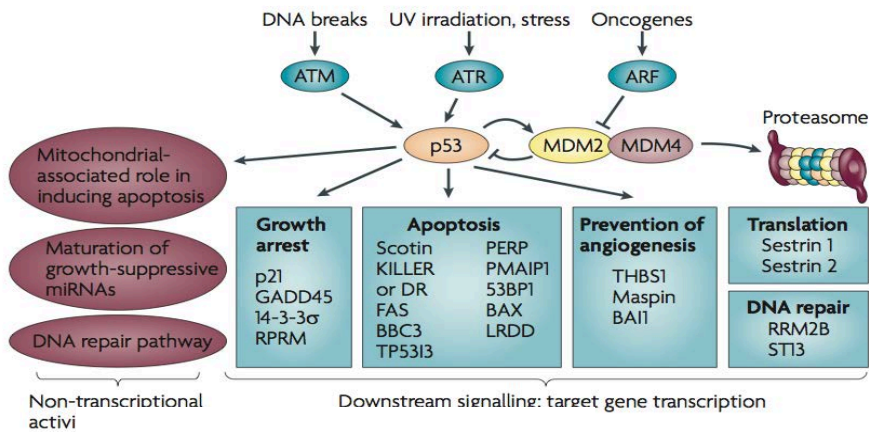 DNA breaks
UV irradiation, stress
Oncogenes
ATM
ATR
ARF
Proteasome
p53
MDM2
MDM4
Mitochondrial-
associated role in
inducing apoptosis
Maturation of
growth-suppressive
miRNAs
DNA repair pathway
Growth
arrest
p21
GADD45
14-3-3σ
RPRM
Apoptosis
Scotin
KILLER
or DR
FAS
BBC3
TP53I3
PERP
PMAIP1
53BP1
BAX
LRDD
Prevention of
angiogenesis
THBS1
Maspin
BAI1
Translation
Sestrin 1
Sestrin 2
DNA repair
RRM2B
ST13
Non-transcriptional
activi
Downstream signalling: target gene transcription